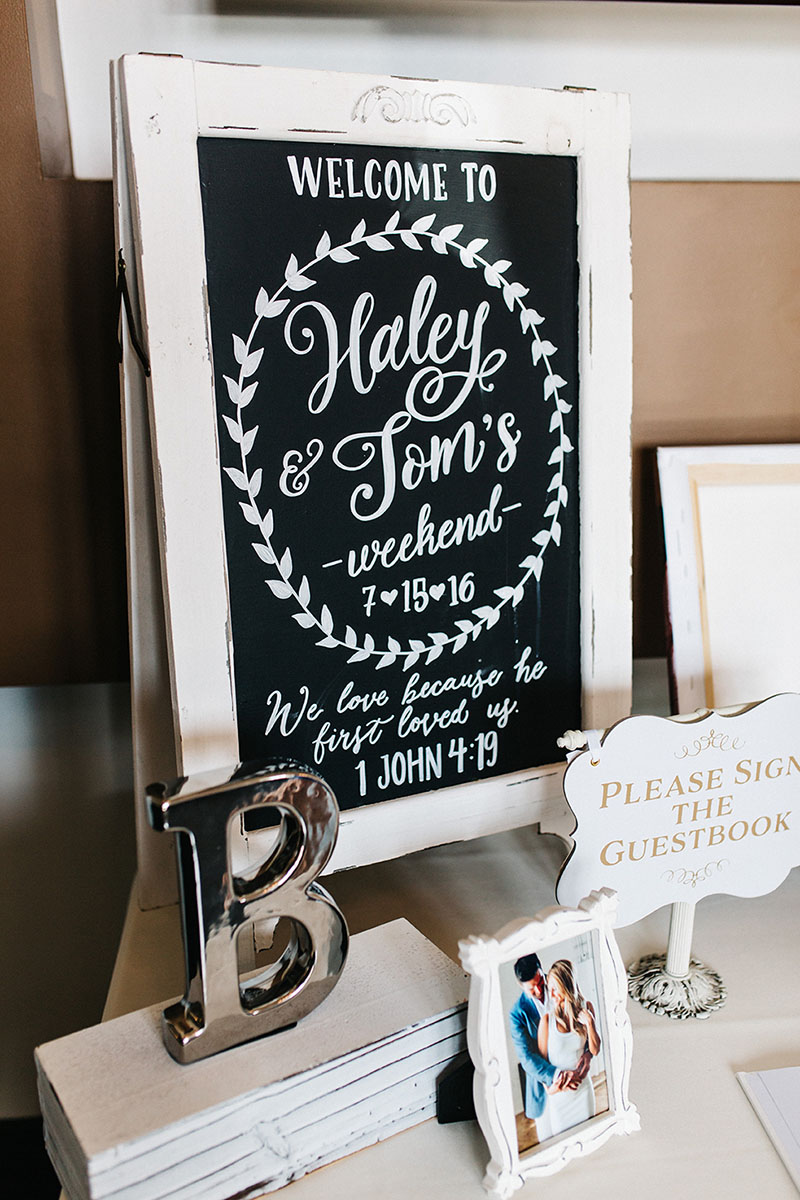 WELCOME TO
Haley
& Tom's
-weekend-
7♥15♥16
We love because he
first loved us.
1 JOHN 4:19
B
PLEASE SIGN
THE
GUESTBOOK